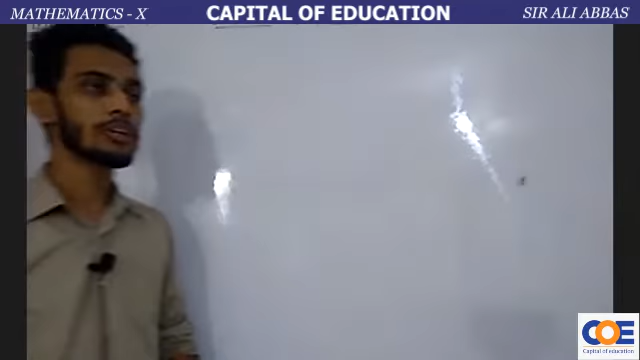 MATHEMATICS - X
CAPITAL OF EDUCATION
SIR ALI ABBAS
COE
Capital of education